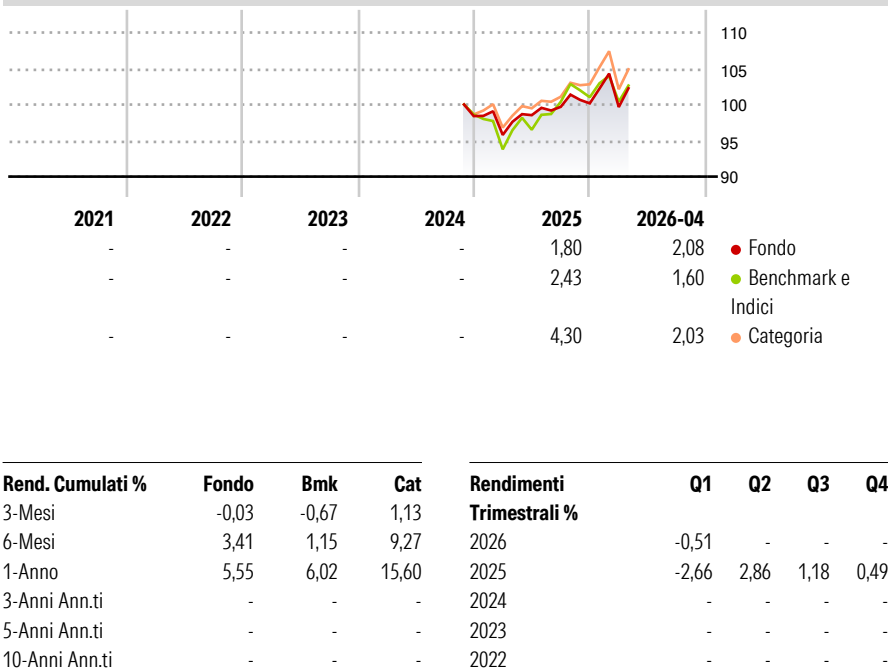 110
105
100
95
90
2021 2022 2023 2024 2025 2026-04
- - - - 1,80 2,08 Fondo
- - - - 2,43 1,60 Benchmark e
Indici
- - - - 4,30 2,03 Categoria
Rend. Cumulati % Fondo Bmk Cat
3-Mesi -0,03 -0,67 1,13
6-Mesi 3,41 1,15 9,27
1-Anno 5,55 6,02 15,60
3-Anni Ann.ti - - -
5-Anni Ann.ti - - -
10-Anni Ann.ti - - -
Rendimenti Q1 Q2 Q3 Q4
Trimestrali %
2026 -0,51 - - -
2025 -2,66 2,86 1,18 0,49
2024 - - - -
2023 - - - -
2022 - - - -